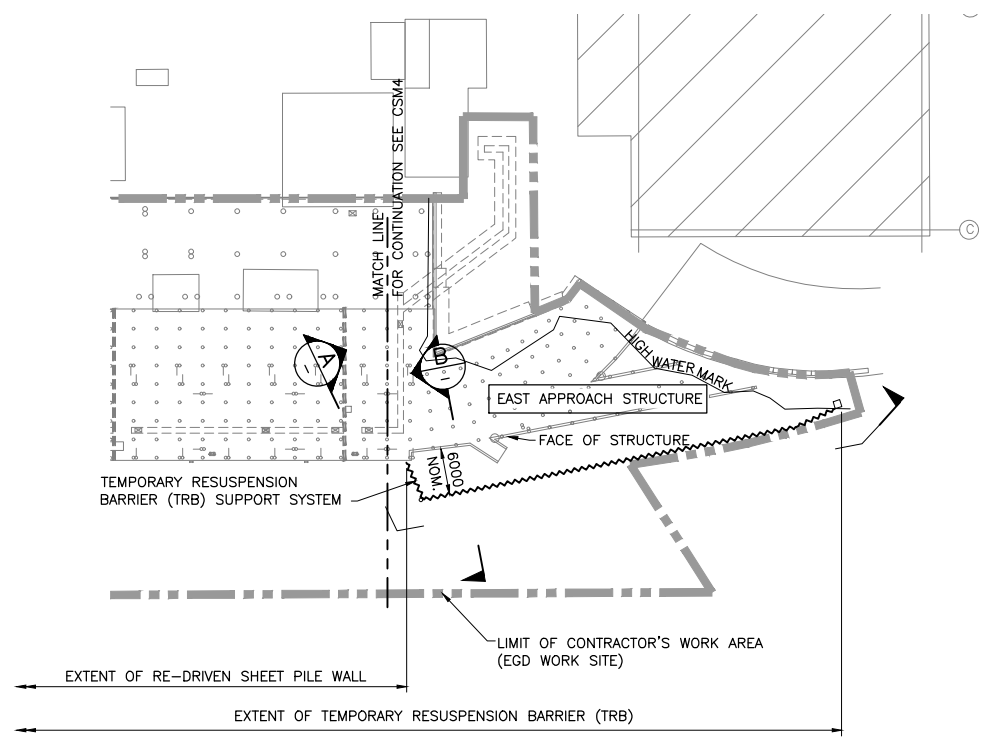 C
MATCH LINE
FOR CONTINUATION SEE CSM4
A
–
B
–
HIGH WATER MARK
EAST APPROACH STRUCTURE
FACE OF STRUCTURE
6000
NOM.
TEMPORARY RESUSPENSION
BARRIER (TRB) SUPPORT SYSTEM
LIMIT OF CONTRACTOR'S WORK AREA
(EGD WORK SITE)
EXTENT OF RE-DRIVEN SHEET PILE WALL
EXTENT OF TEMPORARY RESUSPENSION BARRIER (TRB)